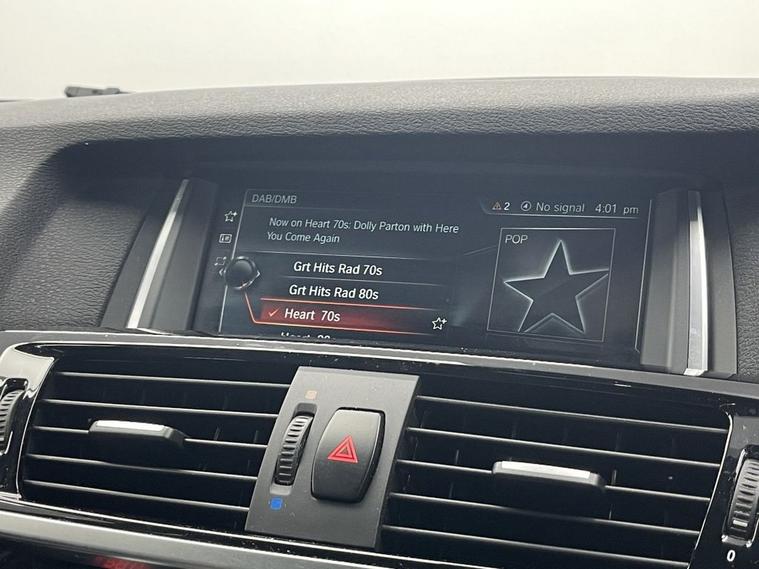 DAB/DMB
2 No signal 4:01 pm
Now on Heart 70s: Dolly Parton with Here
You Come Again
POP
Grt Hits Rad 70s
Grt Hits Rad 80s
Heart 70s
0